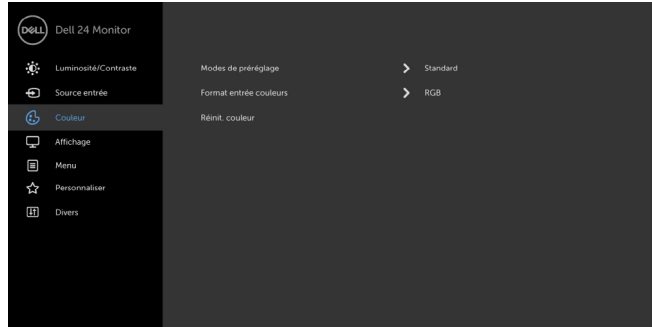 DELL Dell 24 Monitor
Luminosité/Contraste Modes de préréglage Standard
Source entrée Format entrée couleurs RGB
Couleur Réinit. couleur
Affichage
Menu
Personnaliser
Divers